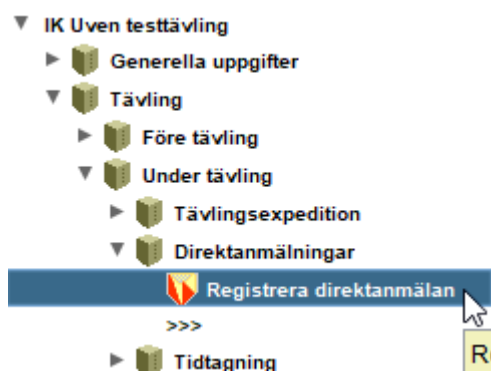 IK Uven testtävling
Generella uppgifter
Tävling
Före tävling
Under tävling
Tävlingsexpedition
Direktanmälningar
Registrera direktanmälan
>>>
Tidtagning